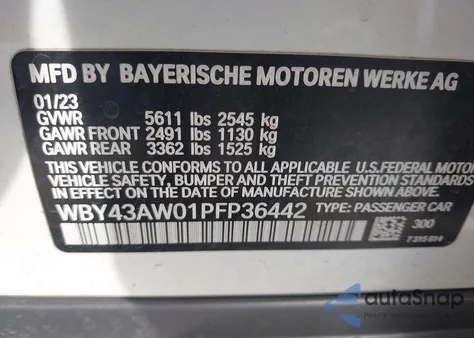 MFD BY BAYERISCHE MOTOREN WERKE AG
01/23
GVWR 5611 lbs 2545 kg
GAWR FRONT 2491 lbs 1130 kg
GAWR REAR 3362 lbs 1525 kg
THIS VEHICLE CONFORMS TO ALL APPLICABLE U.S.FEDERAL MOTOR
VEHICLE SAFETY, BUMPER AND THEFT PREVENTION STANDARDS
IN EFFECT ON THE DATE OF MANUFACTURE SHOWN ABOVE.
WBY43AW01PFP36442 TYPE: PASSENGER CAR
300
7315814
autoSnap